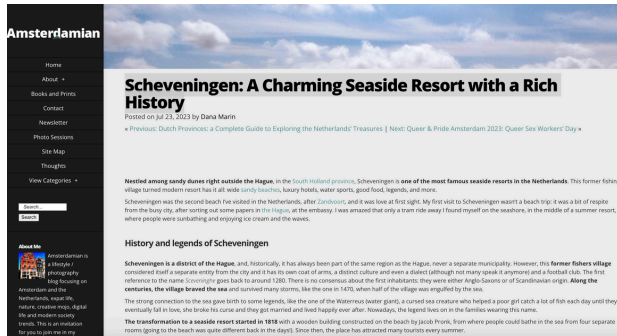 Amsterdamian
Home
About +
Books and Prints
Contact
Newsletter
Photo Sessions
Site Map
Thoughts
View Categories +
Search...
Search
About Me
Amsterdamian is
a lifestyle /
photography
blog focusing on
Amsterdam and the
Netherlands, expat life,
nature, creative mojo, digital
life and modern society
trends. This is an invitation
for you to join me in my
Scheveningen: A Charming Seaside Resort with a Rich
History
Posted on Jul 23, 2023 by Dana Marin
« Previous: Dutch Provinces: a Complete Guide to Exploring the Netherlands' Treasures | Next: Queer & Pride Amsterdam 2023: Queer Sex Workers' Day »
Nestled among sandy dunes right outside the Hague, in the South Holland province, Scheveningen is one of the most famous seaside resorts in the Netherlands. This former fishin
village turned modern resort has it all: wide sandy beaches, luxury hotels, water sports, good food, legends, and more.
Scheveningen was the second beach I've visited in the Netherlands, after Zandvoort, and it was love at first sight. My first visit to Scheveningen wasn't a beach trip: it was a bit of respite
from the busy city, after sorting out some papers in the Hague, at the embassy. I was amazed that only a tram ride away I found myself on the seashore, in the middle of a summer resort,
where people were sunbathing and enjoying ice cream and the waves.
History and legends of Scheveningen
Scheveningen is a district of the Hague, and, historically, it has always been part of the same region as the Hague, never a separate municipality. However, this former fishers village
considered itself a separate entity from the city and it has its own coat of arms, a distinct culture and even a dialect (although not many speak it anymore) and a football club. The first
reference to the name Sceveninghe goes back to around 1280. There is no consensus about the first inhabitants: they were either Anglo-Saxons or of Scandinavian origin. Along the
centuries, the village braved the sea and survived many storms, like the one in 1470, when half of the village was engulfed by the sea.
The strong connection to the sea gave birth to some legends, like the one of the Waterreus (water giant), a cursed sea creature who helped a poor girl catch a lot of fish each day until they
eventually fall in love, she broke his curse and they got married and lived happily ever after. Nowadays, the legend lives on in the families wearing this name.
The transformation to a seaside resort started in 1818 with a wooden building constructed on the beach by Jacob Pronk, from where people could bathe in the sea from four separate
rooms (going to the beach was quite different back in the days!). Since then, the place has attracted many tourists every summer.